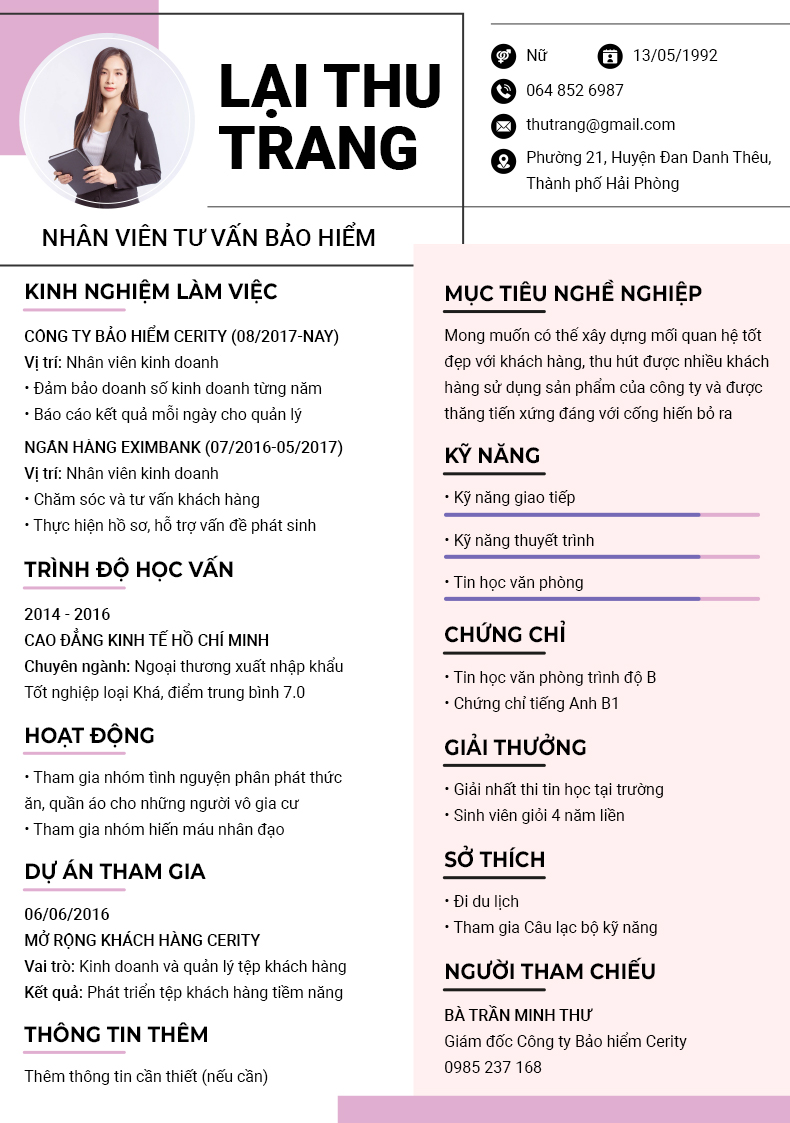 LẠI THU
TRANG
NHÂN VIÊN TƯ VẤN BẢO HIỂM
Nữ
13/05/1992
064 852 6987
thutrang@gmail.com
Phường 21, Huyện Đan Danh Thêu,
Thành phố Hải Phòng
KINH NGHIỆM LÀM VIỆC
CÔNG TY BẢO HIỂM CERITY (08/2017-NAY)
Vị trí: Nhân viên kinh doanh
• Đảm bảo doanh số kinh doanh từng năm
• Báo cáo kết quả mỗi ngày cho quản lý
NGÂN HÀNG EXIMBANK (07/2016-05/2017)
Vị trí: Nhân viên kinh doanh
• Chăm sóc và tư vấn khách hàng
• Thực hiện hồ sơ, hỗ trợ vấn đề phát sinh
TRÌNH ĐỘ HỌC VẤN
2014 - 2016
CAO ĐẲNG KINH TẾ HỒ CHÍ MINH
Chuyên ngành: Ngoại thương xuất nhập khẩu
Tốt nghiệp loại Khá, điểm trung bình 7.0
HOẠT ĐỘNG
• Tham gia nhóm tình nguyện phân phát thức
ăn, quần áo cho những người vô gia cư
• Tham gia nhóm hiến máu nhân đạo
DỰ ÁN THAM GIA
06/06/2016
MỞ RỘNG KHÁCH HÀNG CERITY
Vai trò: Kinh doanh và quản lý tệp khách hàng
Kết quả: Phát triển tệp khách hàng tiềm năng
THÔNG TIN THÊM
Thêm thông tin cần thiết (nếu cần)
MỤC TIÊU NGHỀ NGHIỆP
Mong muốn có thể xây dựng mối quan hệ tốt
đẹp với khách hàng, thu hút được nhiều khách
hàng sử dụng sản phẩm của công ty và được
thăng tiến xứng đáng với cống hiến bỏ ra
KỸ NĂNG
• Kỹ năng giao tiếp
• Kỹ năng thuyết trình
• Tin học văn phòng
CHỨNG CHỈ
• Tin học văn phòng trình độ B
• Chứng chỉ tiếng Anh B1
GIẢI THƯỞNG
• Giải nhất thi tin học tại trường
• Sinh viên giỏi 4 năm liền
SỞ THÍCH
• Đi du lịch
• Tham gia Câu lạc bộ kỹ năng
NGƯỜI THAM CHIẾU
BÀ TRẦN MINH THƯ
Giám đốc Công ty Bảo hiểm Cerity
0985 237 168